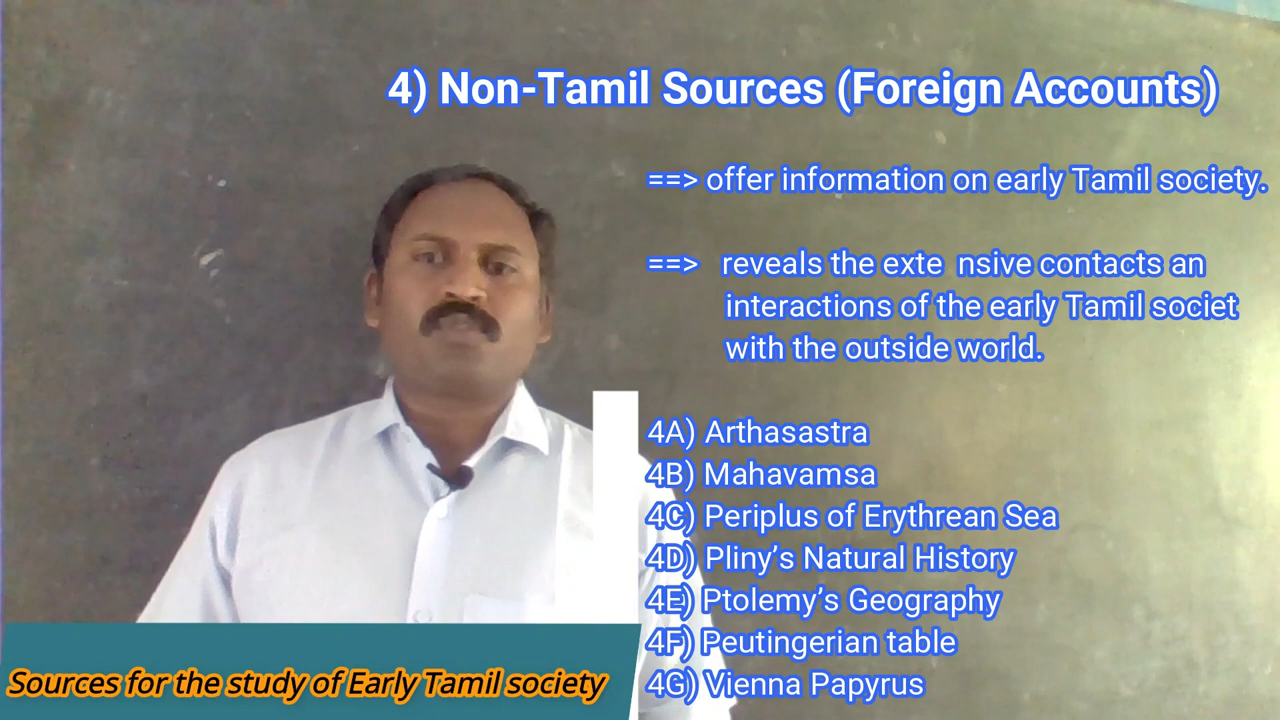 4) Non-Tamil Sources (Foreign Accounts)
==> offer information on early Tamil society.
==> reveals the exte nsive contacts an
interactions of the early Tamil societ
with the outside world.
4A) Arthasastra
4B) Mahavamsa
4C) Periplus of Erythrean Sea
4D) Pliny’s Natural History
4E) Ptolemy’s Geography
4F) Peutingerian table
4G) Vienna Papyrus
Sources for the study of Early Tamil society